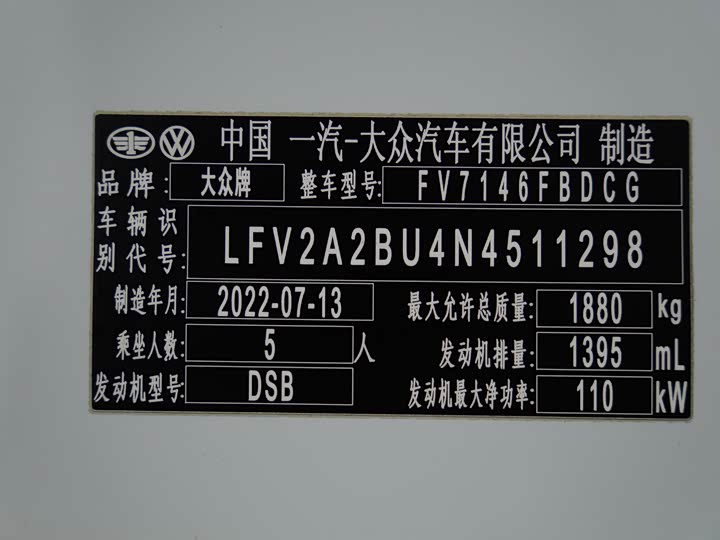 中国 一汽-大众汽车有限公司 制造
品牌: 大众牌 整车型号: FV7146FBDCG
车辆识别代号: LFV2A2BU4N4511298
制造年月: 2022-07-13 最大允许总质量: 1880 kg
乘坐人数: 5 人 发动机排量: 1395 mL
发动机型号: DSB 发动机最大净功率: 110 kW